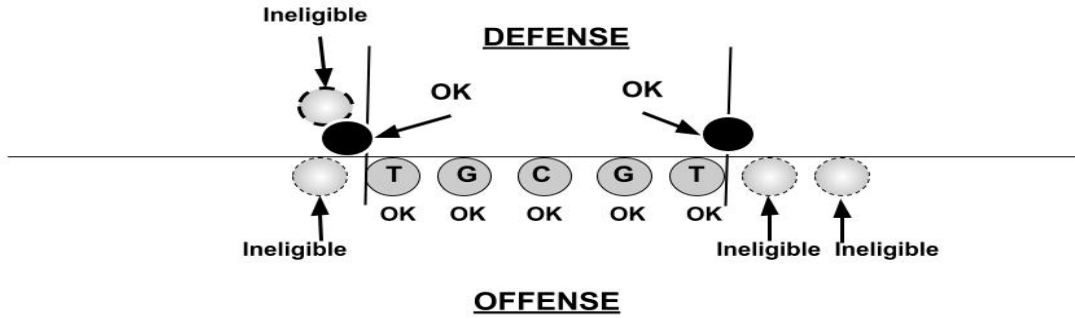 Ineligible
DEFENSE
OK OK
T G C G T
OK OK OK OK OK
Ineligible Ineligible Ineligible
OFFENSE